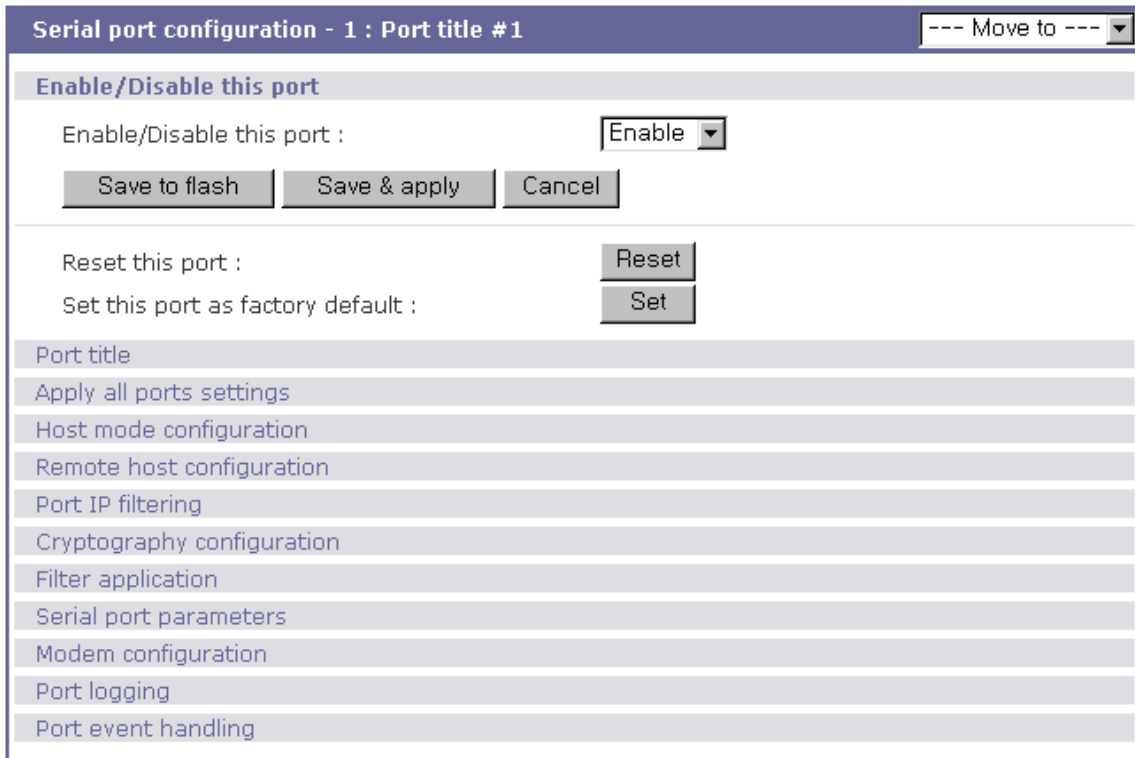 Serial port configuration - 1 : Port title #1 --- Move to ---
Enable/Disable this port
Enable/Disable this port : Enable
Save to flash Save & apply Cancel
Reset this port : Reset
Set this port as factory default : Set
Port title
Apply all ports settings
Host mode configuration
Remote host configuration
Port IP filtering
Cryptography configuration
Filter application
Serial port parameters
Modem configuration
Port logging
Port event handling